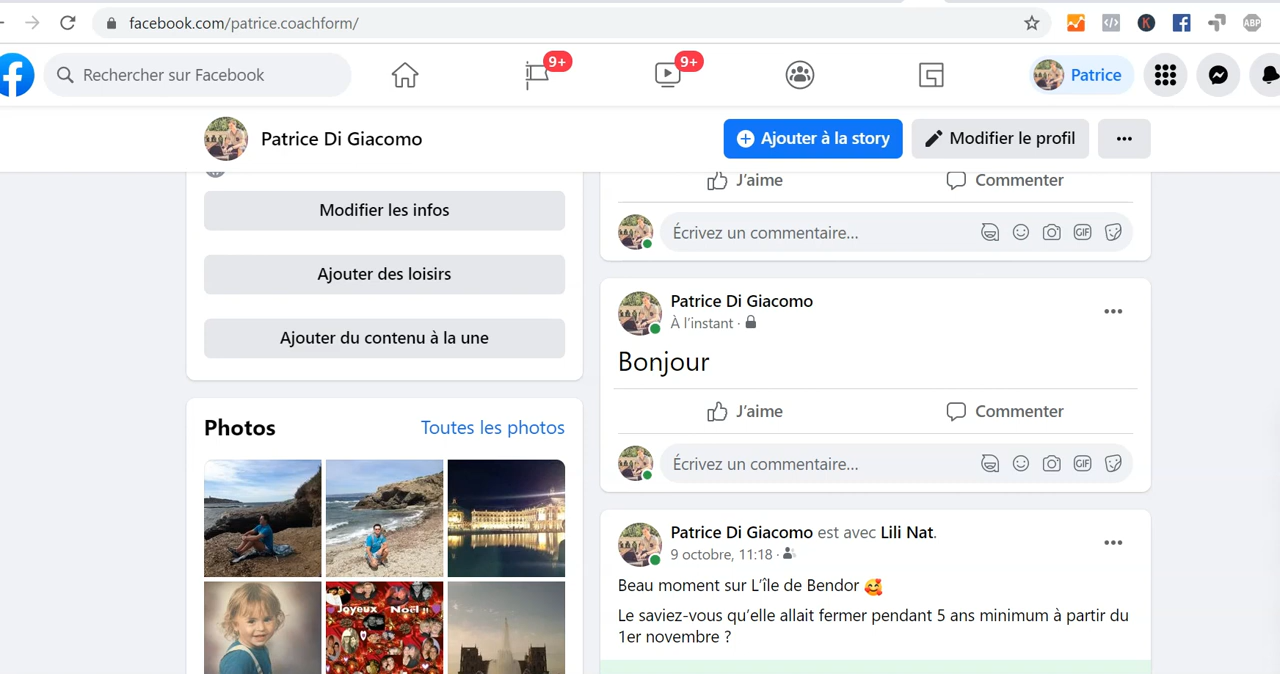 facebook.com/patrice.coachform/
K
f
ABP
f
Rechercher sur Facebook
9+
9+
Patrice
Patrice Di Giacomo
Ajouter à la story
Modifier le profil
Modifier les infos
Ajouter des loisirs
Ajouter du contenu à la une
Photos
Toutes les photos
Joyeux Noël !!
J’aime
Commenter
Écrivez un commentaire...
GIF
Patrice Di Giacomo
À l’instant ·
Bonjour
J’aime
Commenter
Écrivez un commentaire...
GIF
Patrice Di Giacomo est avec Lili Nat.
9 octobre, 11:18 ·
Beau moment sur L’île de Bendor 🥰
Le saviez-vous qu’elle allait fermer pendant 5 ans minimum à partir du
1er novembre ?